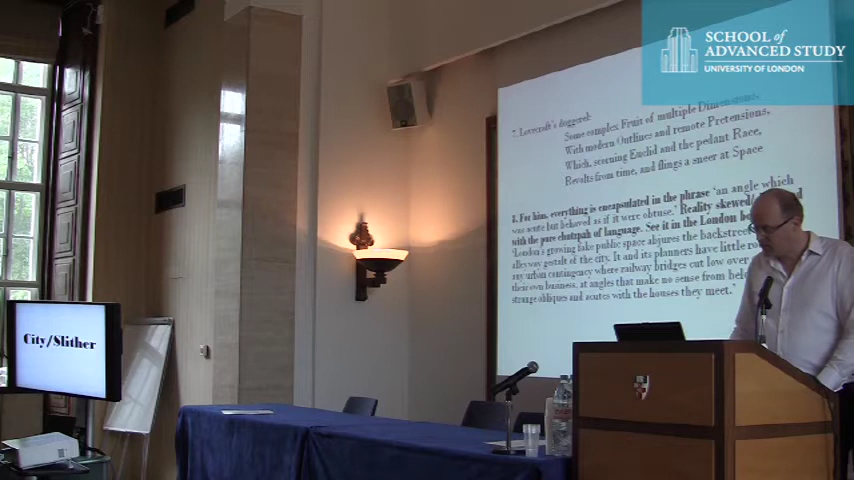 SCHOOL of
ADVANCED STUDY
UNIVERSITY OF LONDON
7. Lovecraft's doggerel:
Some complex Fruit of multiple Dimensions,
With modern Outlines and remote Pretensions,
Which, scouting Euclid and the pedant Race,
Revolts from time, and flings a sneer at Space
8. For him, everything is encapsulated in the phrase 'an angle which
was acute but behaved as if it were obtuse.' Reality skewed
with the pure chutzpah of language. See it in the London
'London's growing fake public space abjures the backstreet
alleyway gestalt of the city. It and its planners have little
any urban contingency where railway bridges cut low over
their own business, at angles that make no sense from
strange obliques and acutes with the houses they meet.'
City/Slither